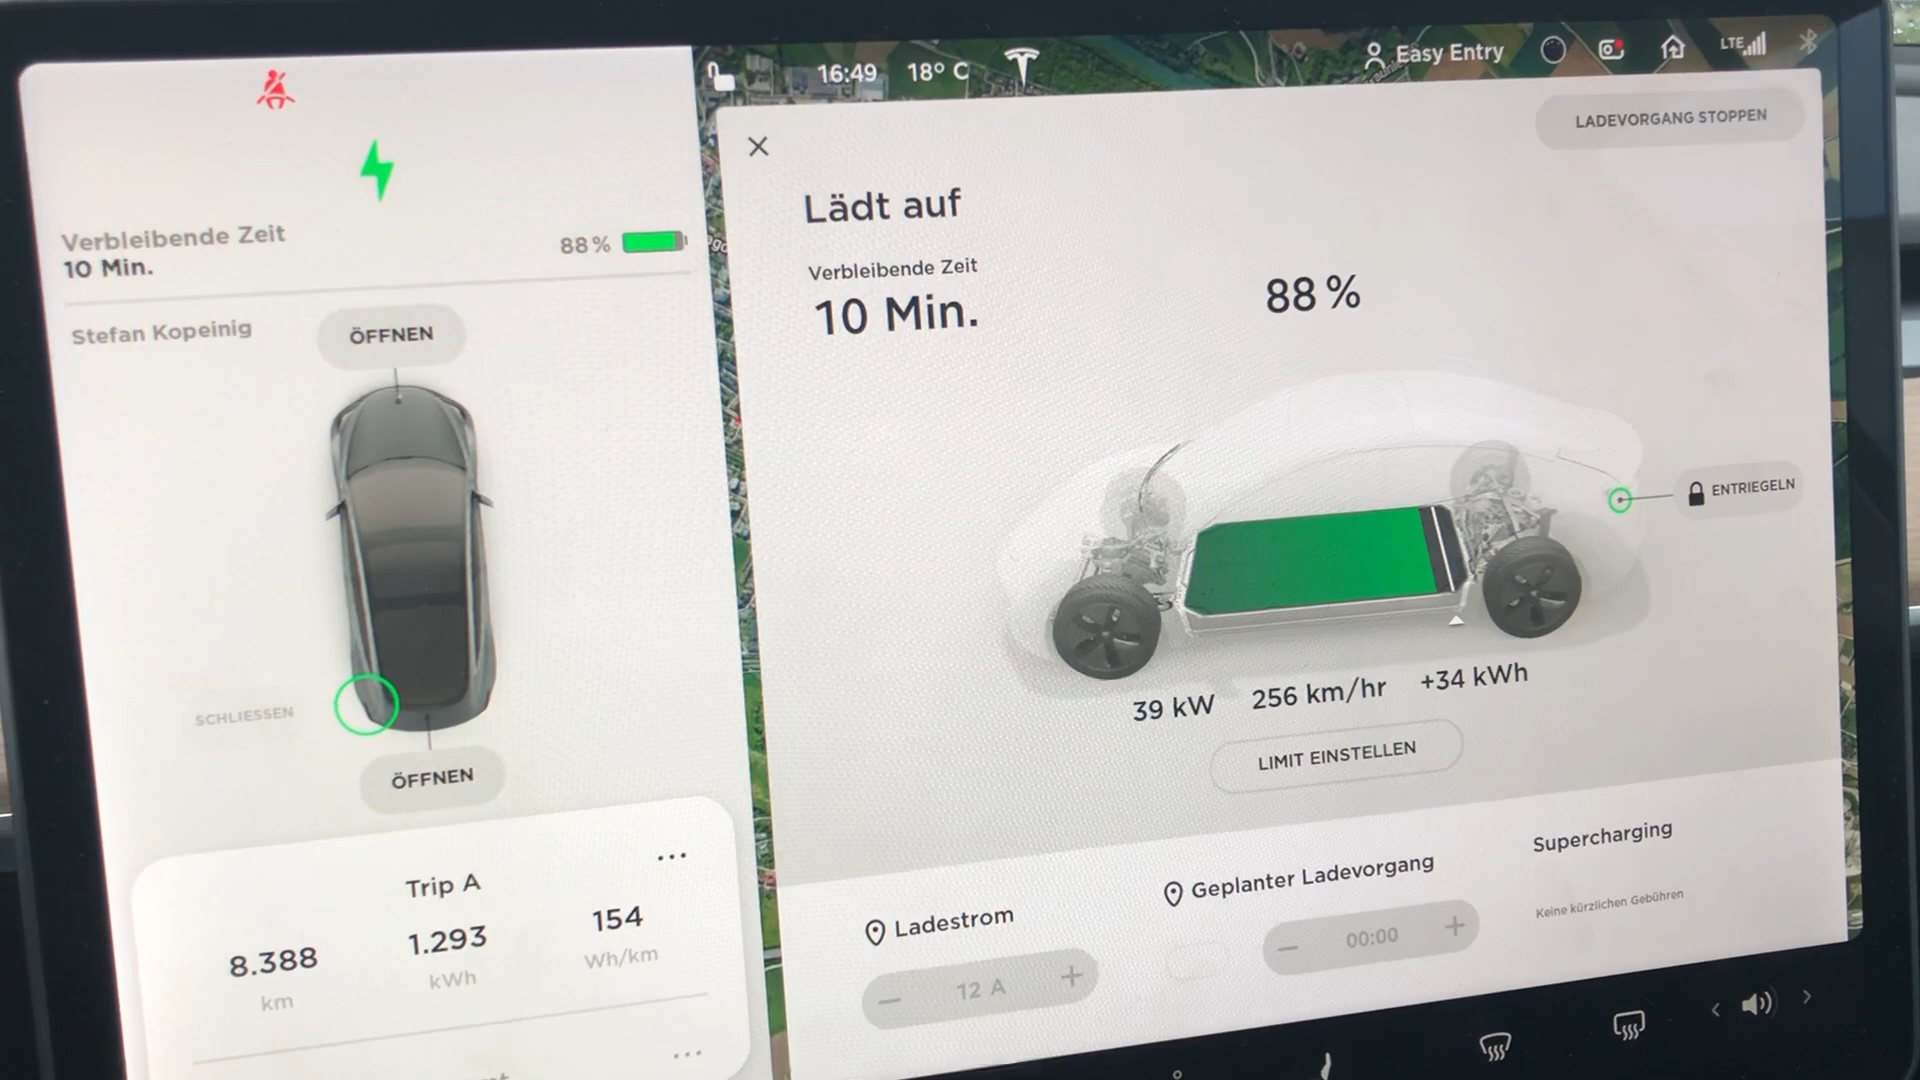 16:49
18° C
Easy Entry
LTE
LADEVORGANG STOPPEN
Verbleibende Zeit
10 Min.
88 %
Stefan Kopeinig
ÖFFNEN
SCHLIESSEN
ÖFFNEN
Trip A
8.388
km
1.293
kWh
154
Wh/km
Lädt auf
Verbleibende Zeit
10 Min.
88 %
ENTRIEGELN
39 kW
256 km/hr
+34 kWh
LIMIT EINSTELLEN
Ladestrom
12 A
Geplanter Ladevorgang
00:00
Supercharging
Keine kürzlichen Gebühren